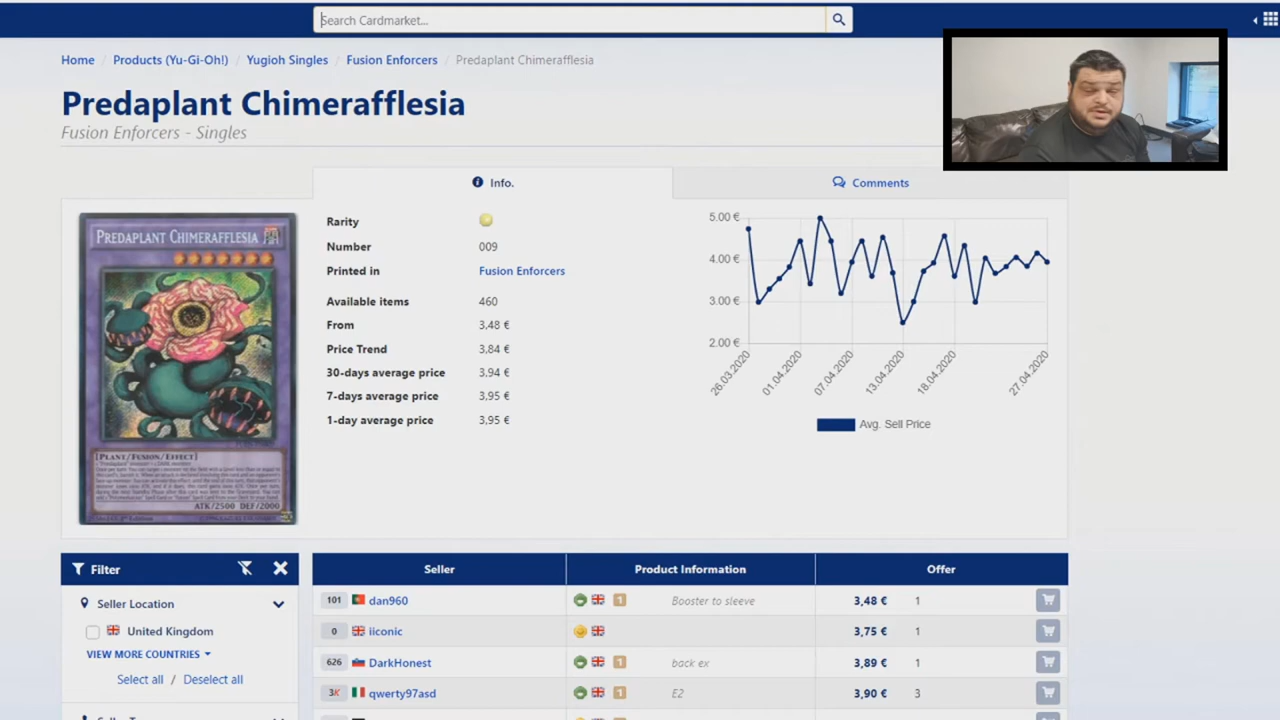 Search Cardmarket...
Home / Products (Yu-Gi-Oh!) / Yugioh Singles / Fusion Enforcers / Predaplant Chimerafflesia
Predaplant Chimerafflesia
Fusion Enforcers - Singles
Info.
Comments
PREDAPLANT CHIMERAFFLESIA
[PLANT/FUSION/EFFECT]
ATK/2500 DEF/2000
Rarity
Number 009
Printed in Fusion Enforcers
Available items 460
From 3,48 €
Price Trend 3,84 €
30-days average price 3,94 €
7-days average price 3,95 €
1-day average price 3,95 €
5.00 €
4.00 €
3.00 €
2.00 €
26.03.2020 01.04.2020 07.04.2020 13.04.2020 18.04.2020 27.04.2020
Avg. Sell Price
Filter
Seller Location
United Kingdom
VIEW MORE COUNTRIES
Select all / Deselect all
Seller Product Information Offer
101 dan960 1 Booster to sleeve 3,48 € 1
0 iiconic 3,75 € 1
626 DarkHonest 1 back ex 3,89 € 1
3K qwerty97asd 1 E2 3,90 € 3